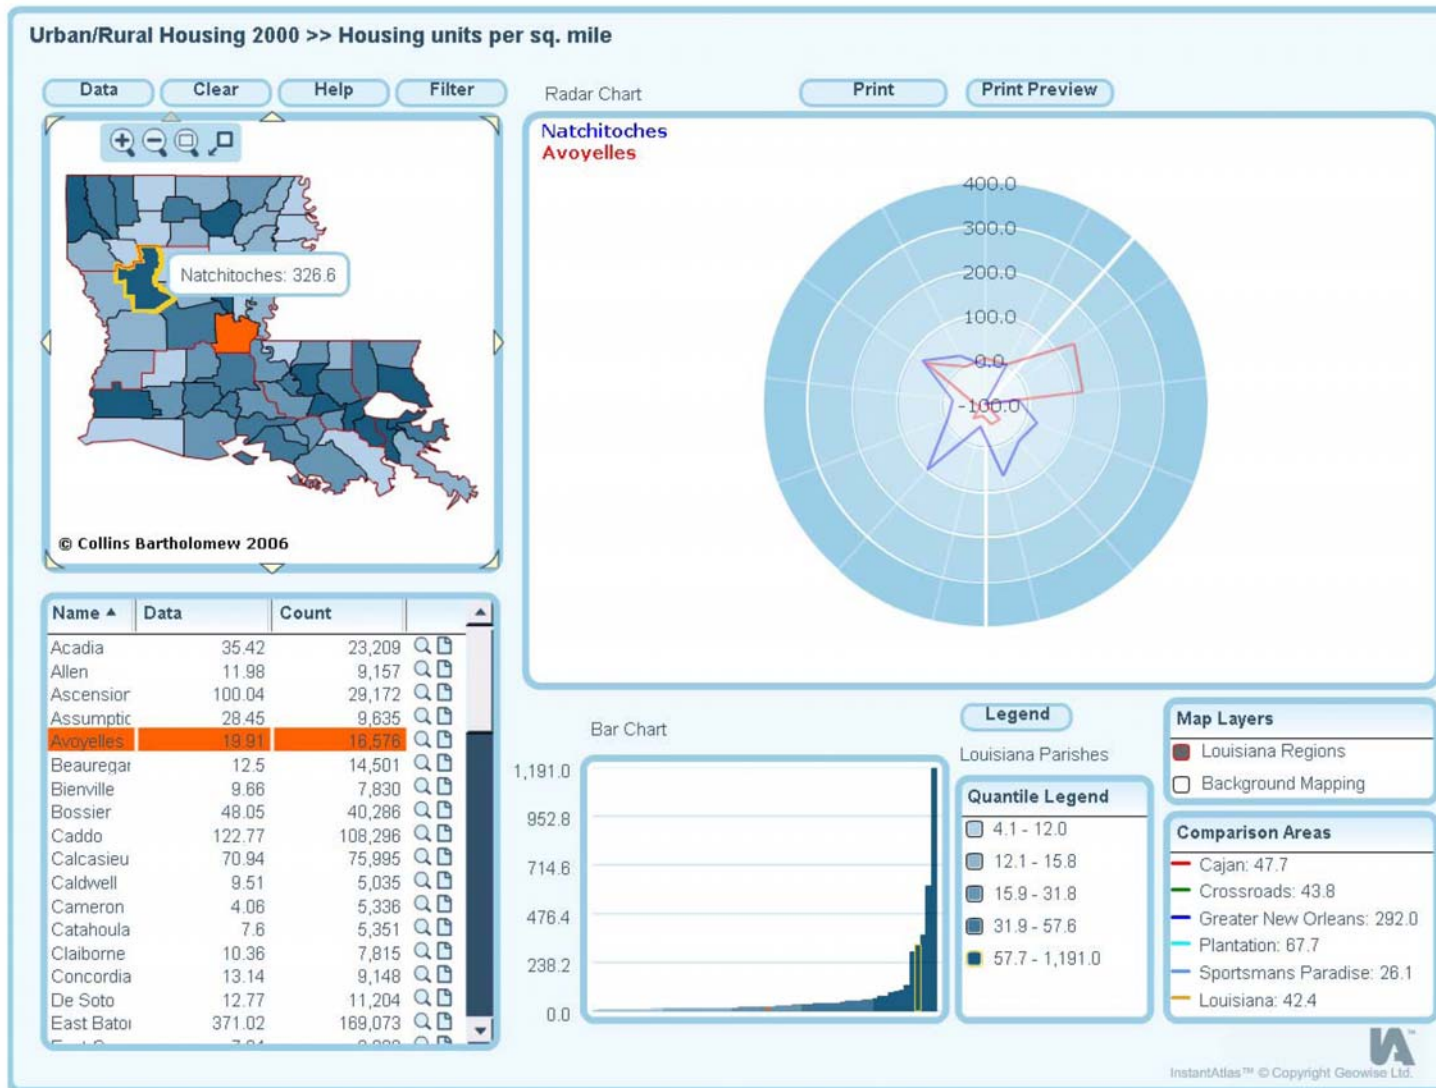 Urban/Rural Housing 2000 >> Housing units per sq. mile
Data Clear Help Filter
Radar Chart
Print Print Preview
Natchitoches
Avoyelles
400.0
300.0
200.0
100.0
0.0
-100.0
Natchitoches: 326.6
© Collins Bartholomew 2006
Name Data Count
Acadia 35.42 23,209
Allen 11.98 9,157
Ascension 100.04 29,172
Assumptic 28.45 9,635
Avoyelles 19.91 16,576
Beauregar 12.5 14,501
Bienville 9.66 7,830
Bossier 48.05 40,286
Caddo 122.77 108,296
Calcasieu 70.94 75,995
Caldwell 9.51 5,035
Cameron 4.06 5,336
Catahoula 7.6 5,351
Claiborne 10.36 7,815
Concordia 13.14 9,148
De Soto 12.77 11,204
East Bator 371.02 169,073
Bar Chart
1,191.0
952.8
714.6
476.4
238.2
0.0
Legend
Louisiana Parishes
Quantile Legend
4.1 - 12.0
12.1 - 15.8
15.9 - 31.8
31.9 - 57.6
57.7 - 1,191.0
Map Layers
Louisiana Regions
Background Mapping
Comparison Areas
Cajan: 47.7
Crossroads: 43.8
Greater New Orleans: 292.0
Plantation: 67.7
Sportsmans Paradise: 26.1
Louisiana: 42.4
IA™
InstantAtlas™ © Copyright Geowise Ltd.